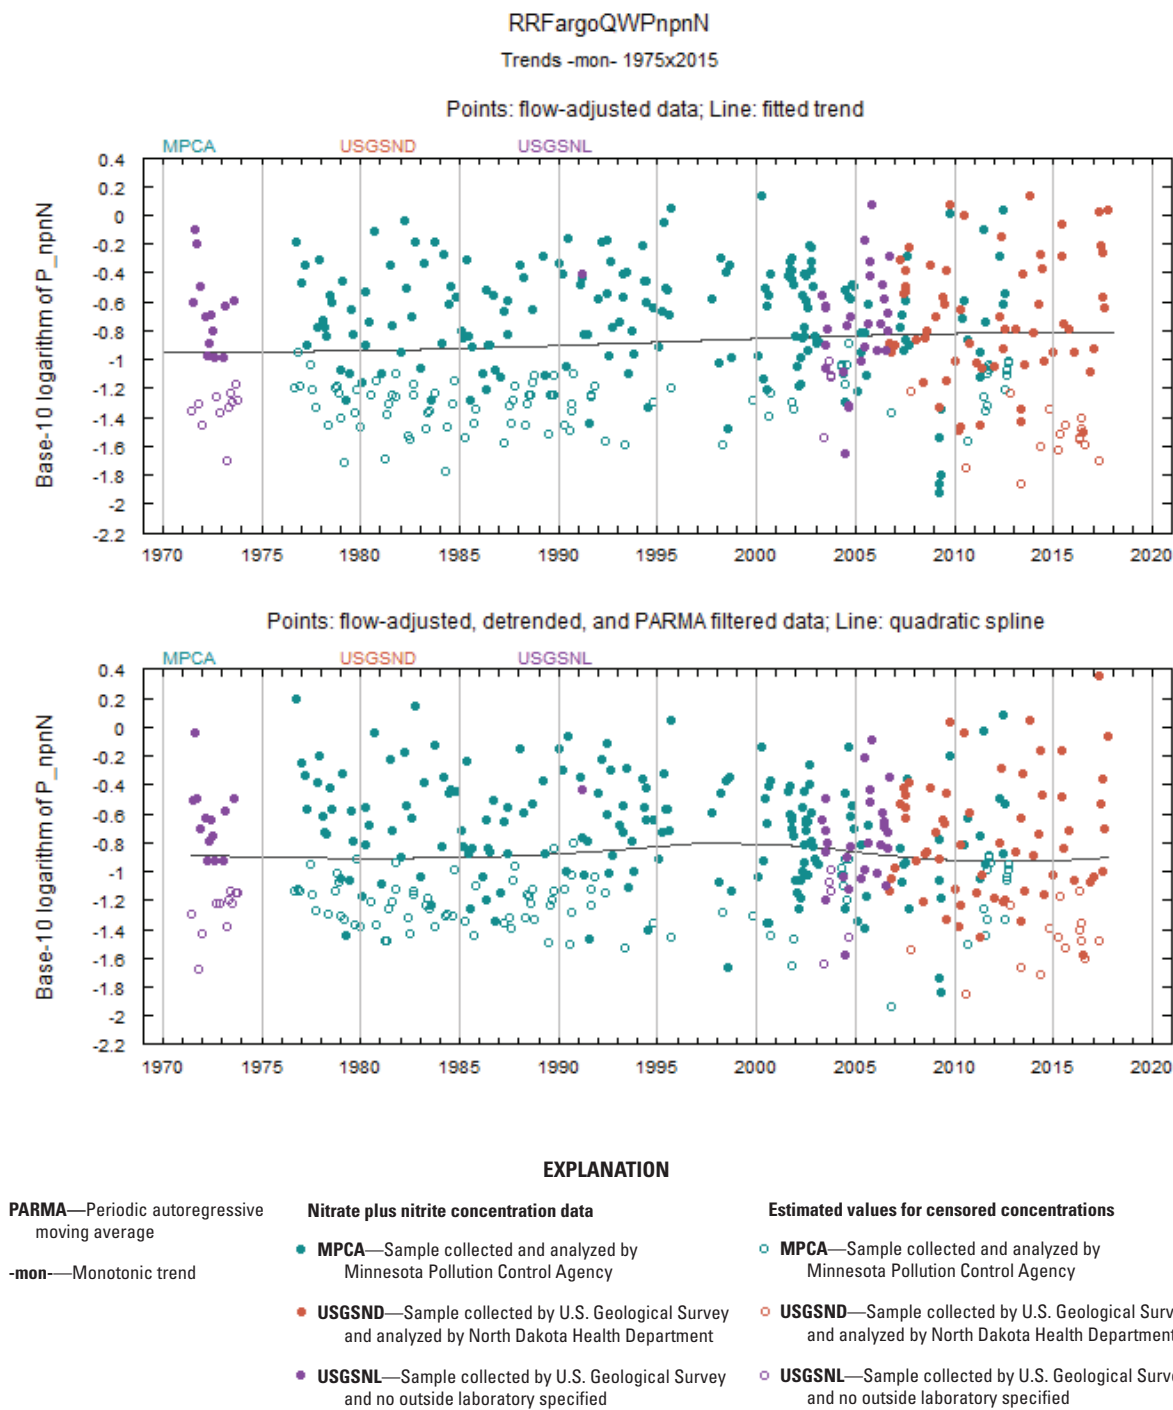 RRFargoQWPnpnN
Trends -mon- 1975x2015
Points: flow-adjusted data; Line: fitted trend
MPCA USGSND USGSNL
0.4
0.2
0
-0.2
-0.4
-0.6
-0.8
-1
-1.2
-1.4
-1.6
-1.8
-2
-2.2
Base-10 logarithm of P_npnN
1970 1975 1980 1985 1990 1995 2000 2005 2010 2015 2020
Points: flow-adjusted, detrended, and PARMA filtered data; Line: quadratic spline
MPCA USGSND USGSNL
0.4
0.2
0
-0.2
-0.4
-0.6
-0.8
-1
-1.2
-1.4
-1.6
-1.8
-2
-2.2
Base-10 logarithm of P_npnN
1970 1975 1980 1985 1990 1995 2000 2005 2010 2015 2020
EXPLANATION
PARMA—Periodic autoregressive
moving average
-mon-—Monotonic trend
Nitrate plus nitrite concentration data
MPCA—Sample collected and analyzed by
Minnesota Pollution Control Agency
USGSND—Sample collected by U.S. Geological Survey
and analyzed by North Dakota Health Department
USGSNL—Sample collected by U.S. Geological Survey
and no outside laboratory specified
Estimated values for censored concentrations
MPCA—Sample collected and analyzed by
Minnesota Pollution Control Agency
USGSND—Sample collected by U.S. Geological Surv
and analyzed by North Dakota Health Department
USGSNL—Sample collected by U.S. Geological Surv
and no outside laboratory specified